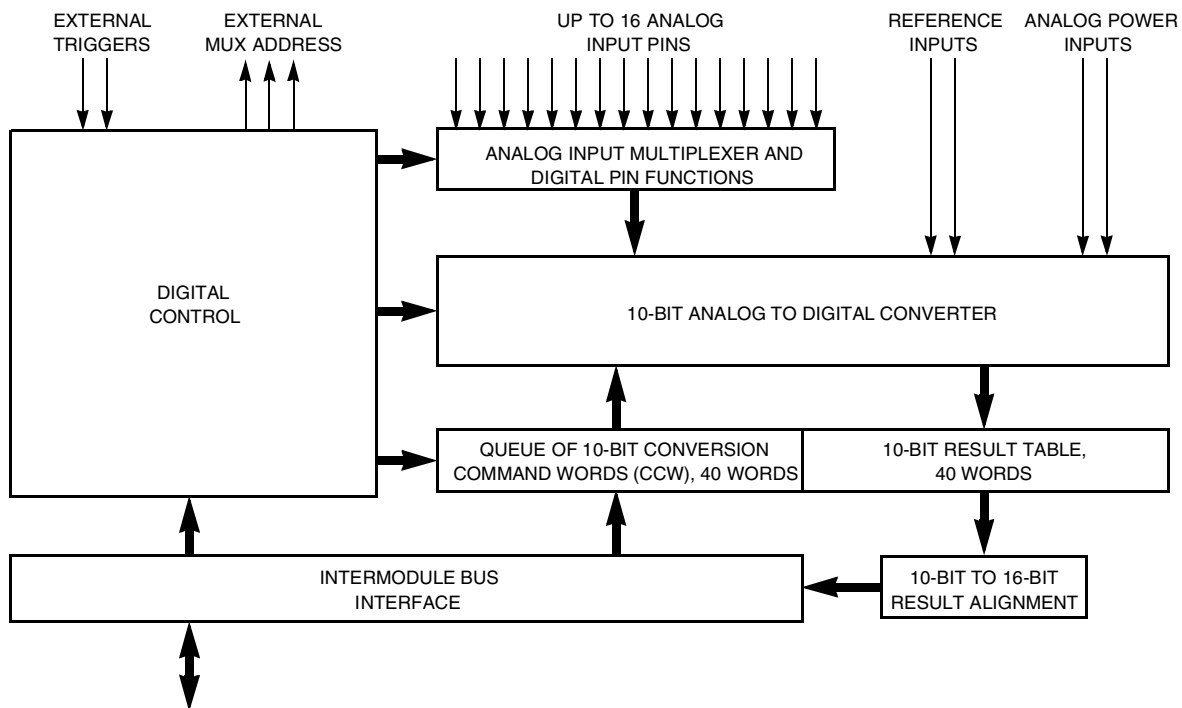 EXTERNAL
TRIGGERS
EXTERNAL
MUX ADDRESS
UP TO 16 ANALOG
INPUT PINS
REFERENCE
INPUTS
ANALOG POWER
INPUTS
ANALOG INPUT MULTIPLEXER AND
DIGITAL PIN FUNCTIONS
DIGITAL
CONTROL
10-BIT ANALOG TO DIGITAL CONVERTER
QUEUE OF 10-BIT CONVERSION
COMMAND WORDS (CCW), 40 WORDS
10-BIT RESULT TABLE,
40 WORDS
INTERMODULE BUS
INTERFACE
10-BIT TO 16-BIT
RESULT ALIGNMENT